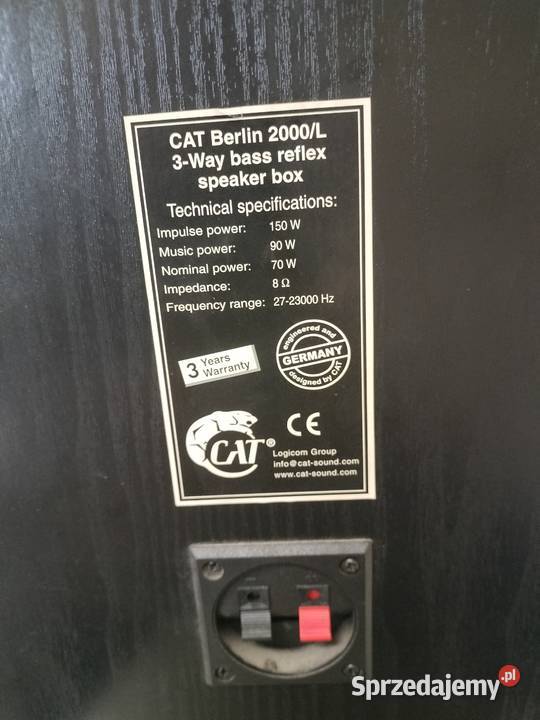 CAT Berlin 2000/L
3-Way bass reflex
speaker box
Technical specifications:
Impulse power: 150 W
Music power: 90 W
Nominal power: 70 W
Impedance: 8 Ω
Frequency range: 27-23000 Hz
3 Years
Warranty
engineered and
GERMANY
designed by CAT
CE
CAT®
Logicom Group
info@cat-sound.com
www.cat-sound.com
Sprzedajemy.pl